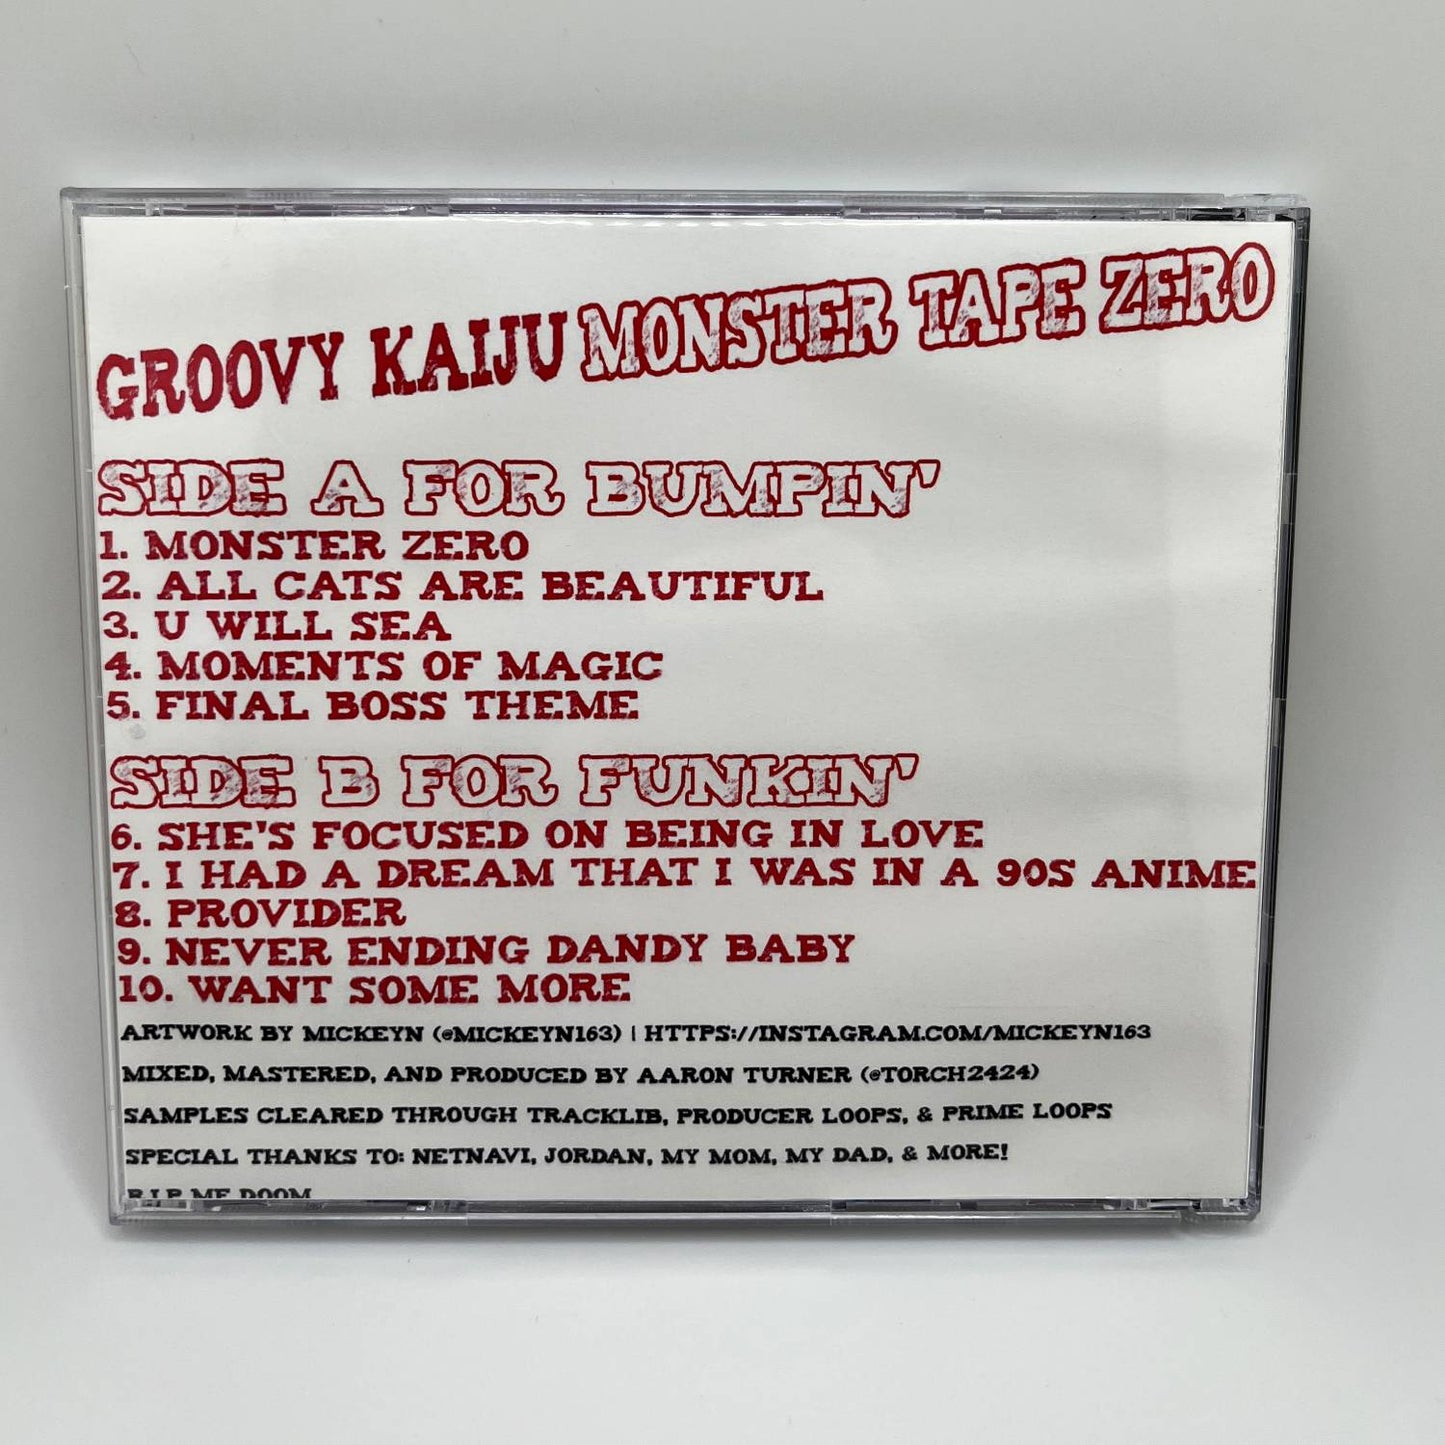 GROOVY KAIJU MONSTER TAPE ZERO
SIDE A FOR BUMPIN'
1. MONSTER ZERO
2. ALL CATS ARE BEAUTIFUL
3. U WILL SEA
4. MOMENTS OF MAGIC
5. FINAL BOSS THEME
SIDE B FOR FUNKIN'
6. SHE'S FOCUSED ON BEING IN LOVE
7. I HAD A DREAM THAT I WAS IN A 90S ANIME
8. PROVIDER
9. NEVER ENDING DANDY BABY
10. WANT SOME MORE
ARTWORK BY MICKEYN (@MICKEYN163) | HTTPS://INSTAGRAM.COM/MICKEYN163
MIXED, MASTERED, AND PRODUCED BY AARON TURNER (@TORCH2424)
SAMPLES CLEARED THROUGH TRACKLIB, PRODUCER LOOPS, & PRIME LOOPS
SPECIAL THANKS TO: NETNAVI, JORDAN, MY MOM, MY DAD, & MORE!
R.I.P. MF DOOM